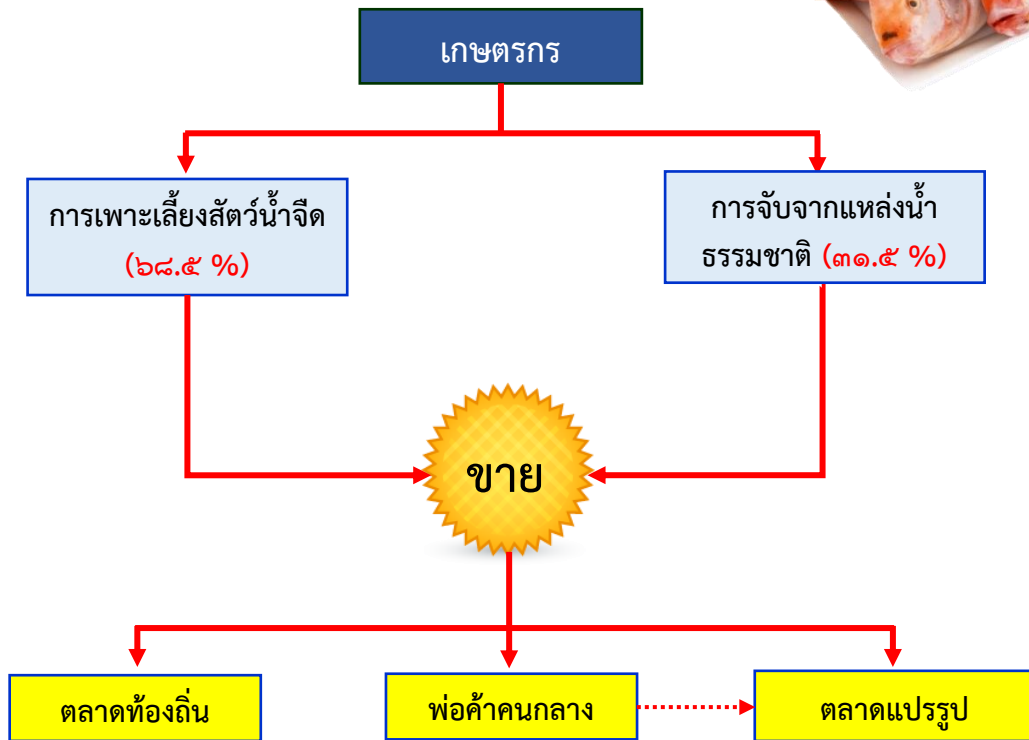 เกษตรกร
การเพาะเลี้ยงสัตว์น้ำจืด
(๖๘.๕ %)
การจับจากแหล่งน้ำ
ธรรมชาติ (๓๑.๕ %)
ขาย
ตลาดท้องถิ่น
พ่อค้าคนกลาง
ตลาดแปรรูป